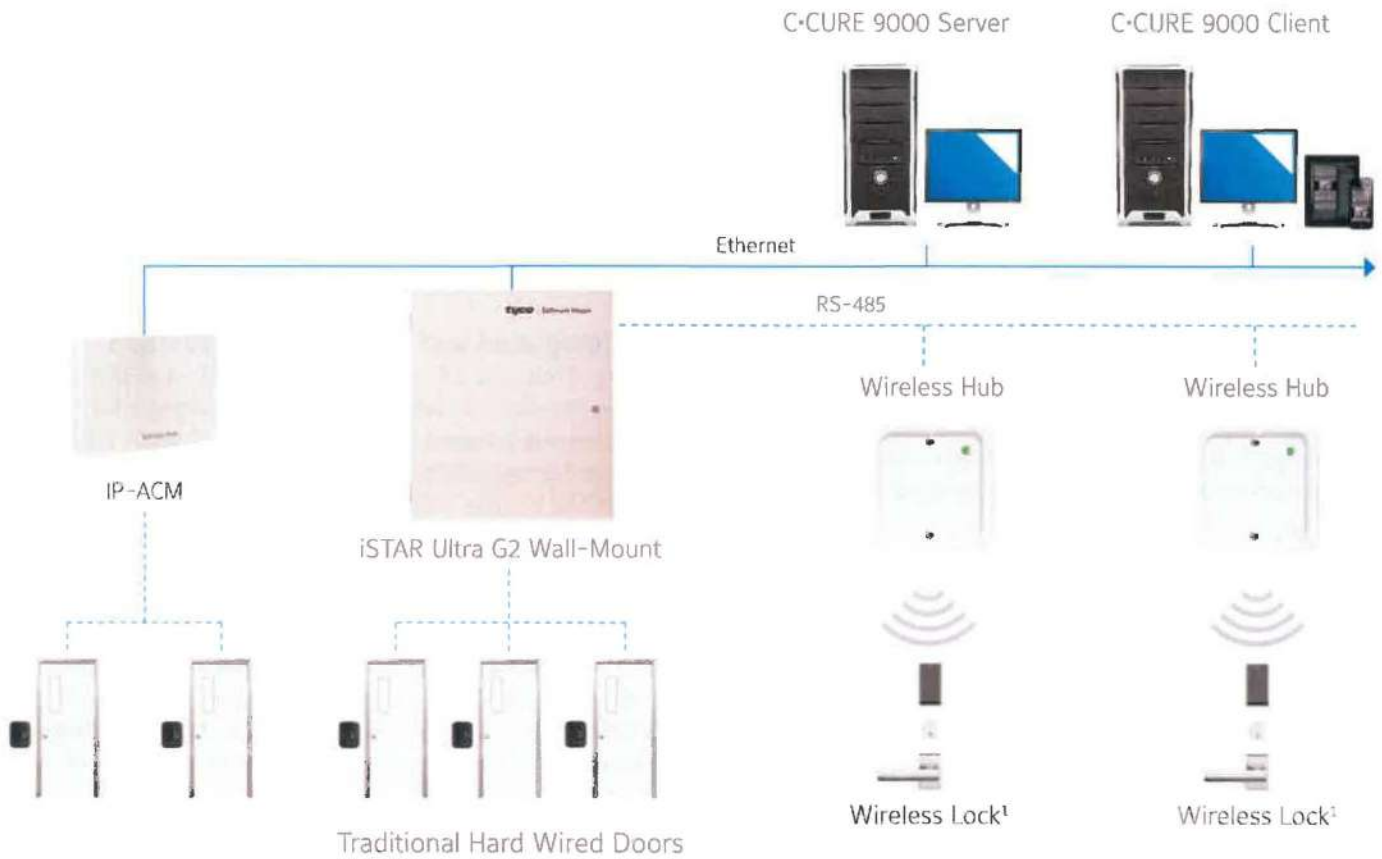 C•CURE 9000 Server
C•CURE 9000 Client
Ethernet
RS-485
tyco
Wireless Hub
Wireless Hub
IP-ACM
iSTAR Ultra G2 Wall-Mount
Wireless Lock¹
Wireless Lock¹
Traditional Hard Wired Doors